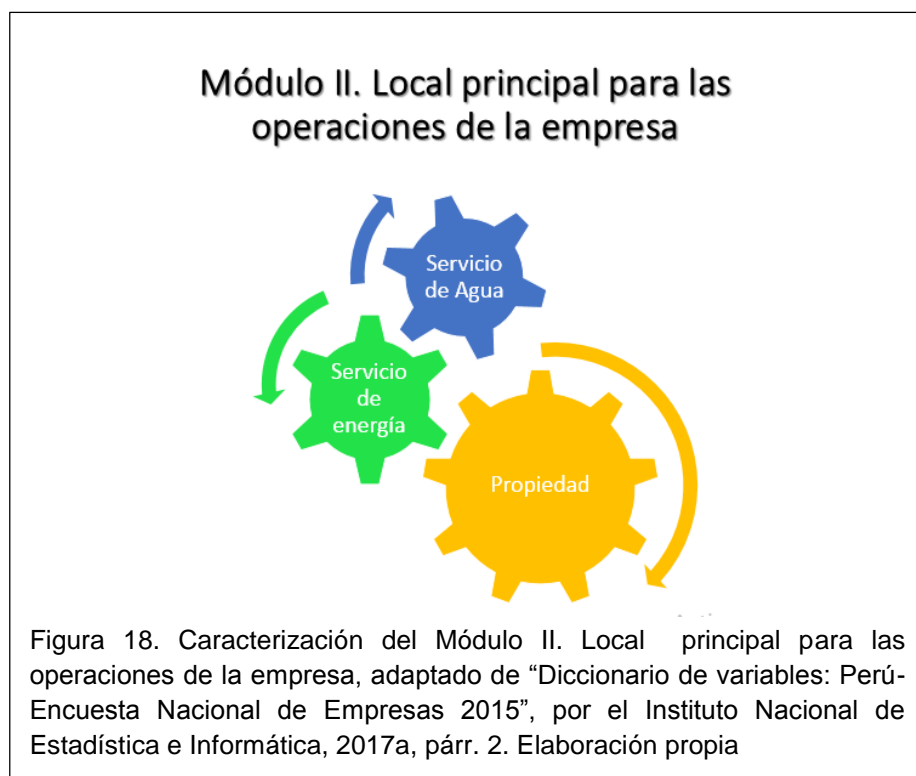 Módulo II. Local principal para las
operaciones de la empresa
Servicio
de Agua
Servicio
de
energía
Propiedad
Figura 18. Caracterización del Módulo II. Local principal para las
operaciones de la empresa, adaptado de “Diccionario de variables: Perú-
Encuesta Nacional de Empresas 2015”, por el Instituto Nacional de
Estadística e Informática, 2017a, párr. 2. Elaboración propia